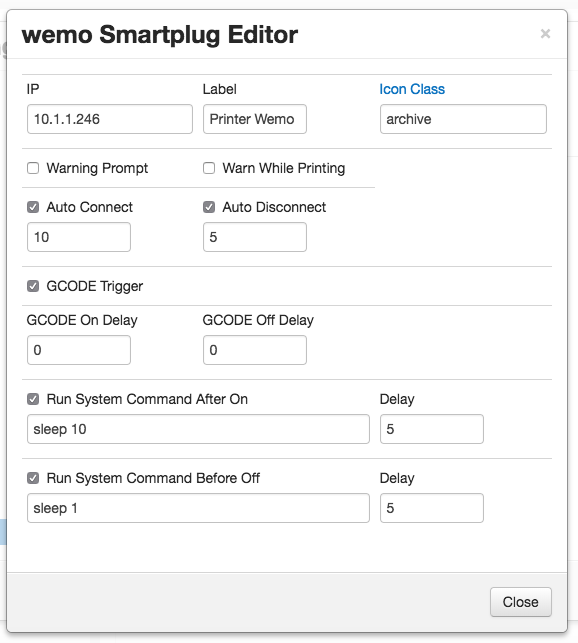 wemo Smartplug Editor ×
IP Label Icon Class
10.1.1.246 Printer Wemo archive
Warning Prompt Warn While Printing
Auto Connect Auto Disconnect
10 5
GCODE Trigger
GCODE On Delay GCODE Off Delay
0 0
Run System Command After On Delay
sleep 10 5
Run System Command Before Off Delay
sleep 1 5
Close